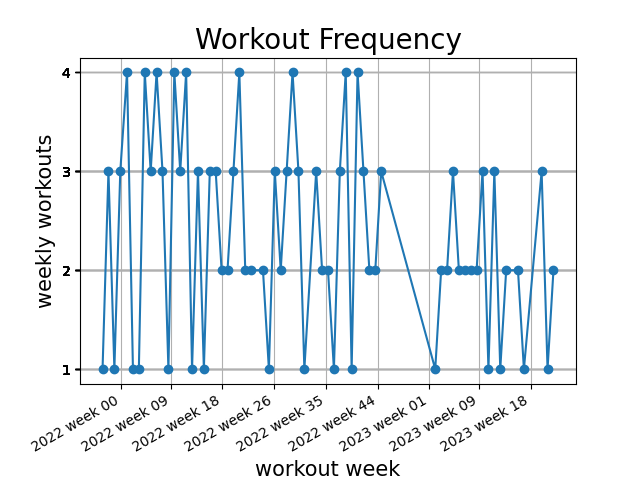 Workout Frequency
weekly workouts
4
3
2
1
2022 week 00
2022 week 09
2022 week 18
2022 week 26
2022 week 35
2022 week 44
2023 week 01
2023 week 09
2023 week 18
workout week